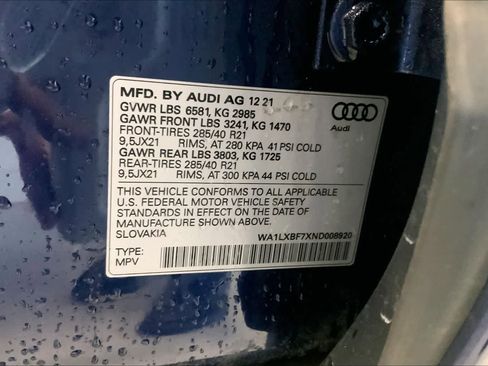 MFD. BY AUDI AG 12 21
GVWR LBS 6581, KG 2985
GAWR FRONT LBS 3241, KG 1470
FRONT-TIRES 285/40 R21
9,5JX21 RIMS, AT 280 KPA 41 PSI COLD
GAWR REAR LBS 3803, KG 1725
REAR-TIRES 285/40 R21
9,5JX21 RIMS, AT 300 KPA 44 PSI COLD
Audi
THIS VEHICLE CONFORMS TO ALL APPLICABLE
U.S. FEDERAL MOTOR VEHICLE SAFETY
STANDARDS IN EFFECT ON THE DATE OF
MANUFACTURE SHOWN ABOVE.
SLOVAKIA WA1LXBF7XND008920
TYPE:
MPV